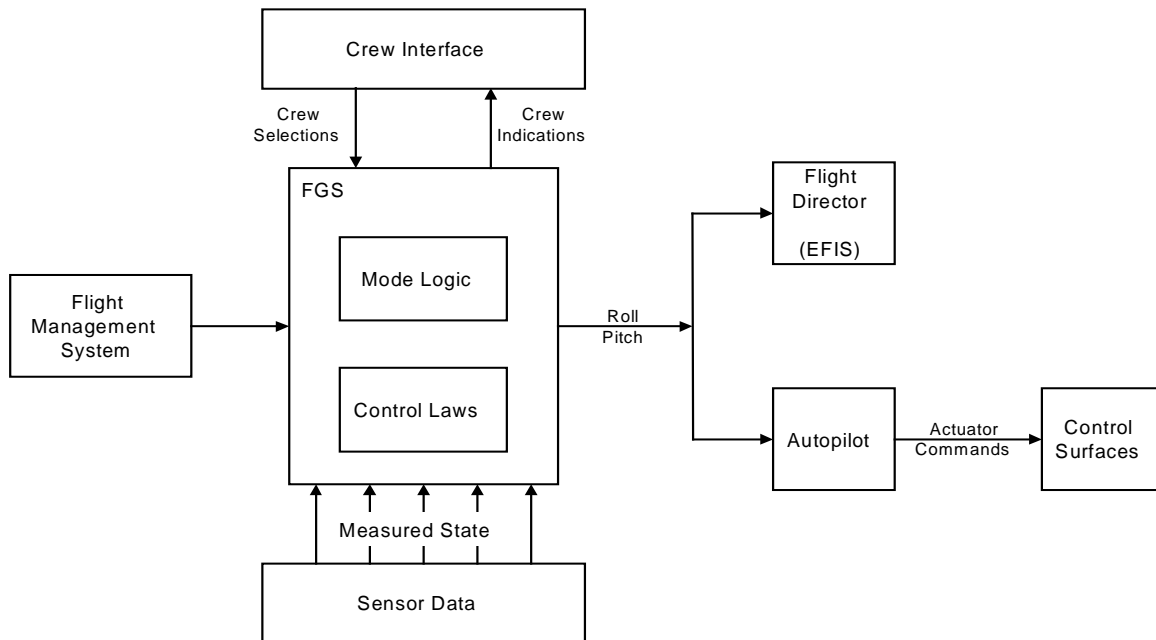 Crew Interface
Crew
Selections
Crew
Indications
FGS
Mode Logic
Control Laws
Flight
Management
System
Roll
Pitch
Flight
Director
(EFIS)
Autopilot
Actuator
Commands
Control
Surfaces
Measured State
Sensor Data